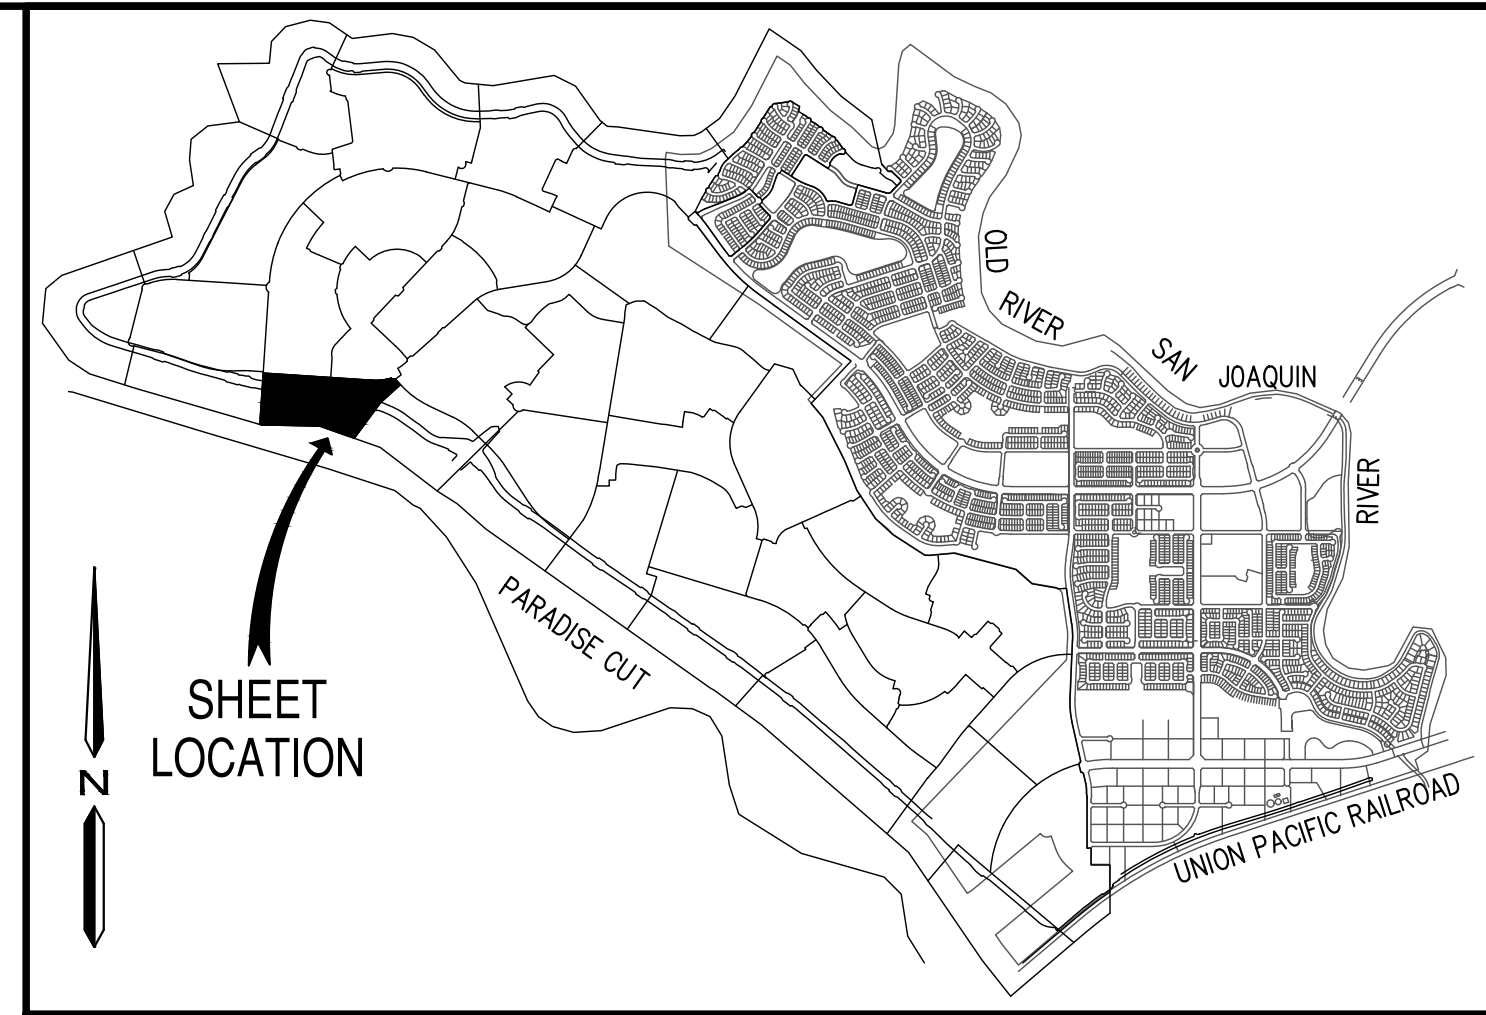 OLD
RIVER
SAN
JOAQUIN
RIVER
PARADISE CUT
SHEET
LOCATION
N
UNION PACIFIC RAILROAD